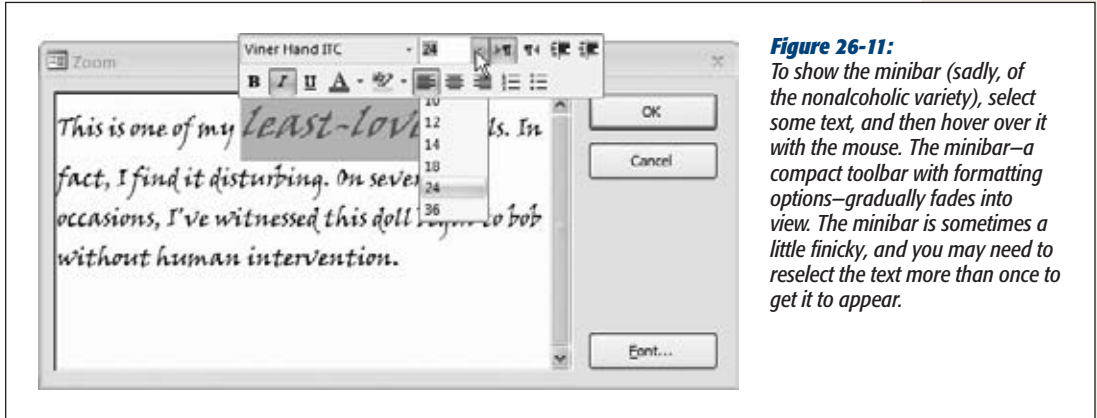 Zoom
Viner Hand ITC 24
B I U A
This is one of my least-lov ls. In
fact, I find it disturbing. On sever
occasions, I've witnessed this doll to bob
without human intervention.
10
12
14
18
24
36
OK
Cancel
Font...
Figure 26-11:
To show the minibar (sadly, of
the nonalcoholic variety), select
some text, and then hover over it
with the mouse. The minibar—a
compact toolbar with formatting
options—gradually fades into
view. The minibar is sometimes a
little finicky, and you may need to
reselect the text more than once to
get it to appear.